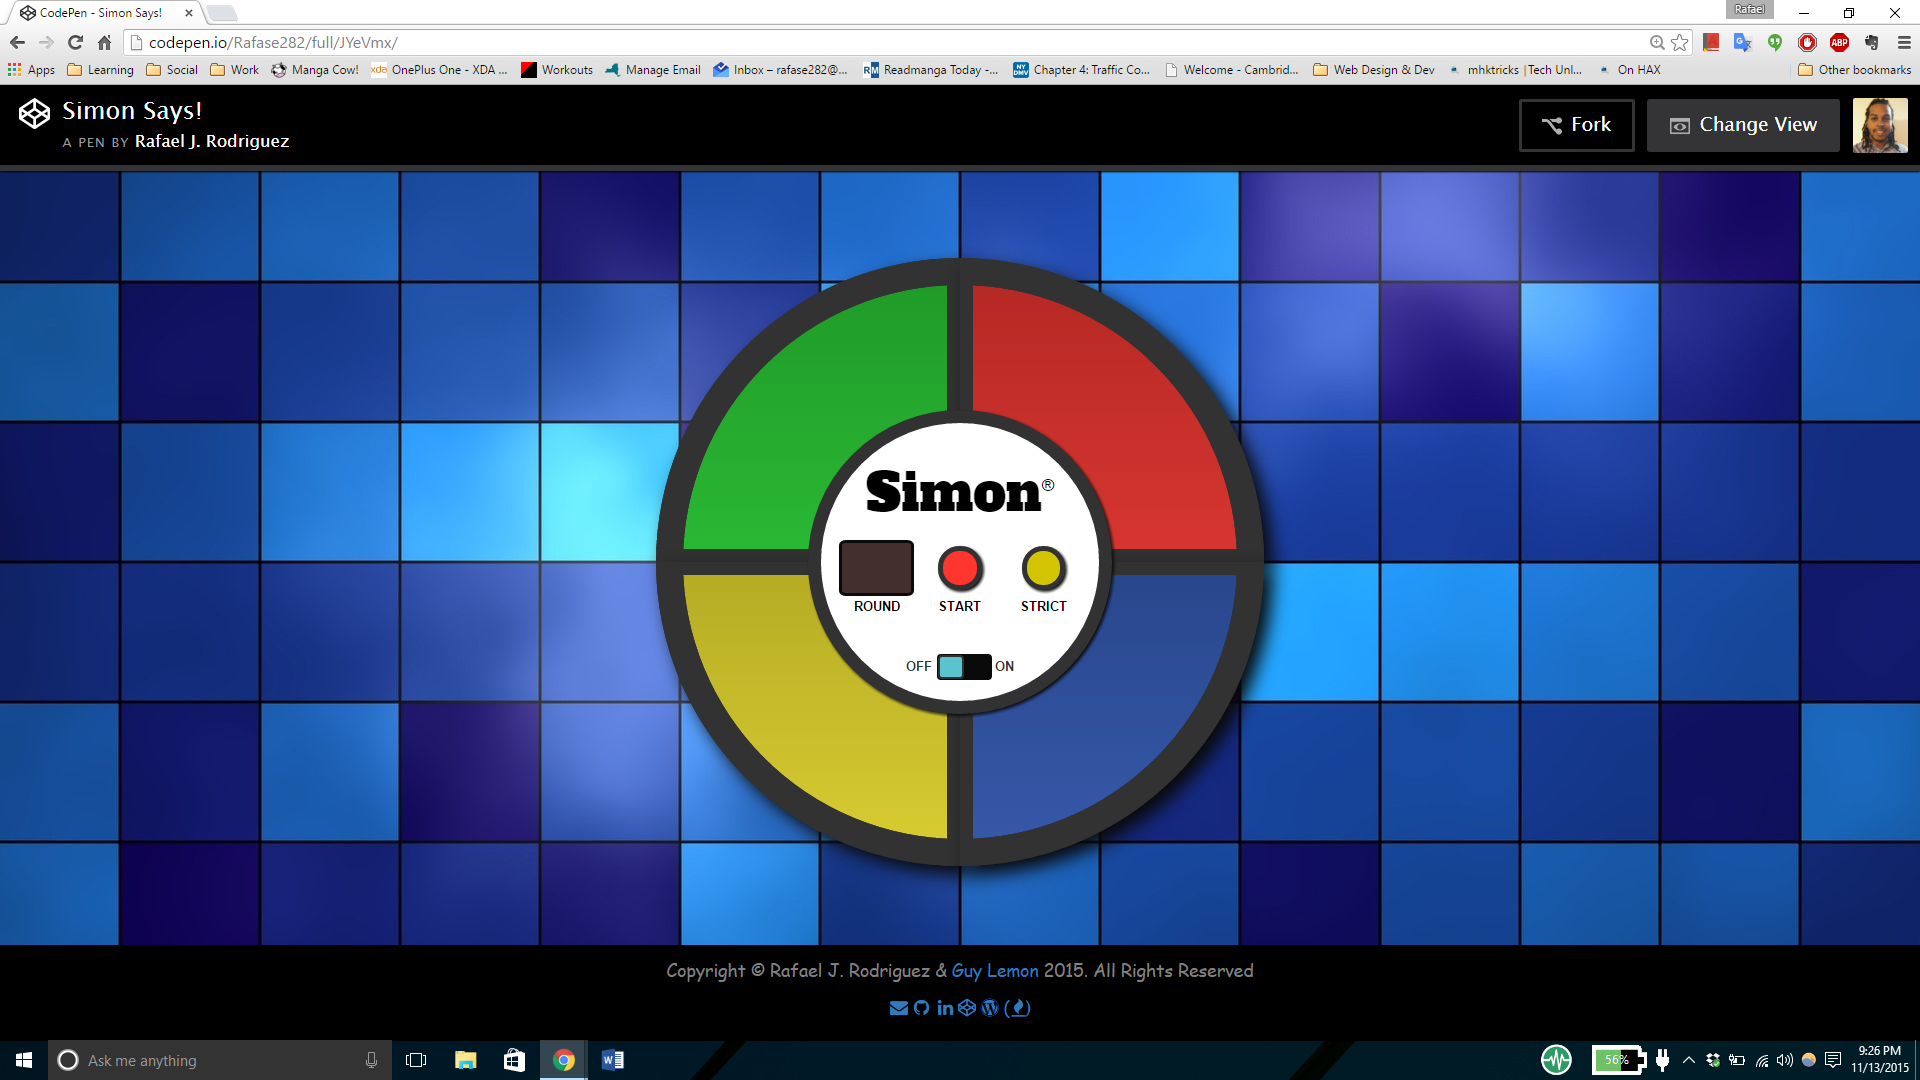 CodePen - Simon Says!
Rafael
codepen.io/Rafase282/full/JYeVmx/
Apps Learning Social Work Manga Cow! OnePlus One - XDA ... Workouts Manage Email Inbox – rafase282@... Readmanga Today -... Chapter 4: Traffic Co... Welcome - Cambrid... Web Design & Dev mhktricks |Tech Unl... On HAX Other bookmarks
Simon Says!
A PEN BY Rafael J. Rodriguez
Fork
Change View
Simon®
ROUND START STRICT
OFF ON
Copyright © Rafael J. Rodriguez & Guy Lemon 2015. All Rights Reserved
Ask me anything
56%
9:26 PM
11/13/2015